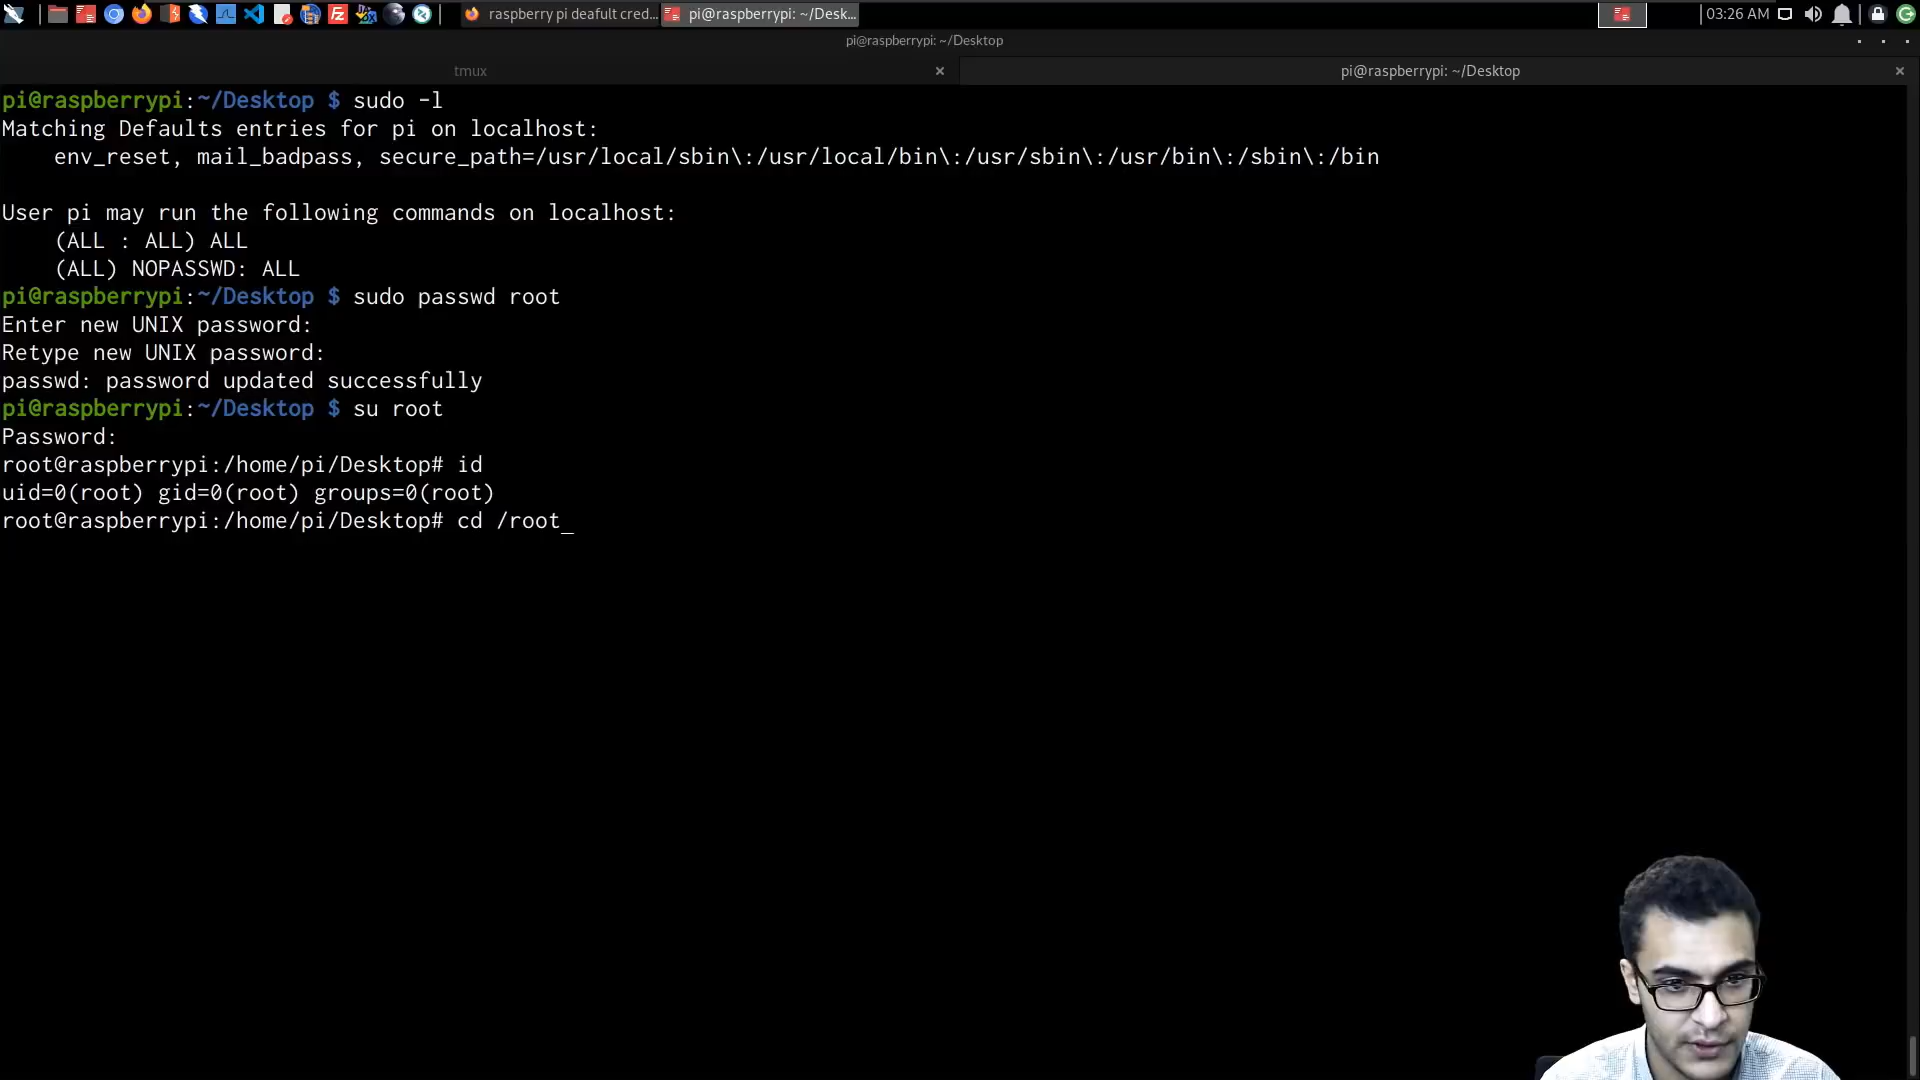 raspberry pi deafult cred...
pi@raspberrypi: ~/Desk...
03:26 AM
pi@raspberrypi: ~/Desktop
tmux
pi@raspberrypi: ~/Desktop
pi@raspberrypi:~/Desktop $ sudo -l
Matching Defaults entries for pi on localhost:
    env_reset, mail_badpass, secure_path=/usr/local/sbin\:/usr/local/bin\:/usr/sbin\:/usr/bin\:/sbin\:/bin
User pi may run the following commands on localhost:
    (ALL : ALL) ALL
    (ALL) NOPASSWD: ALL
pi@raspberrypi:~/Desktop $ sudo passwd root
Enter new UNIX password:
Retype new UNIX password:
passwd: password updated successfully
pi@raspberrypi:~/Desktop $ su root
Password:
root@raspberrypi:/home/pi/Desktop# id
uid=0(root) gid=0(root) groups=0(root)
root@raspberrypi:/home/pi/Desktop# cd /root_